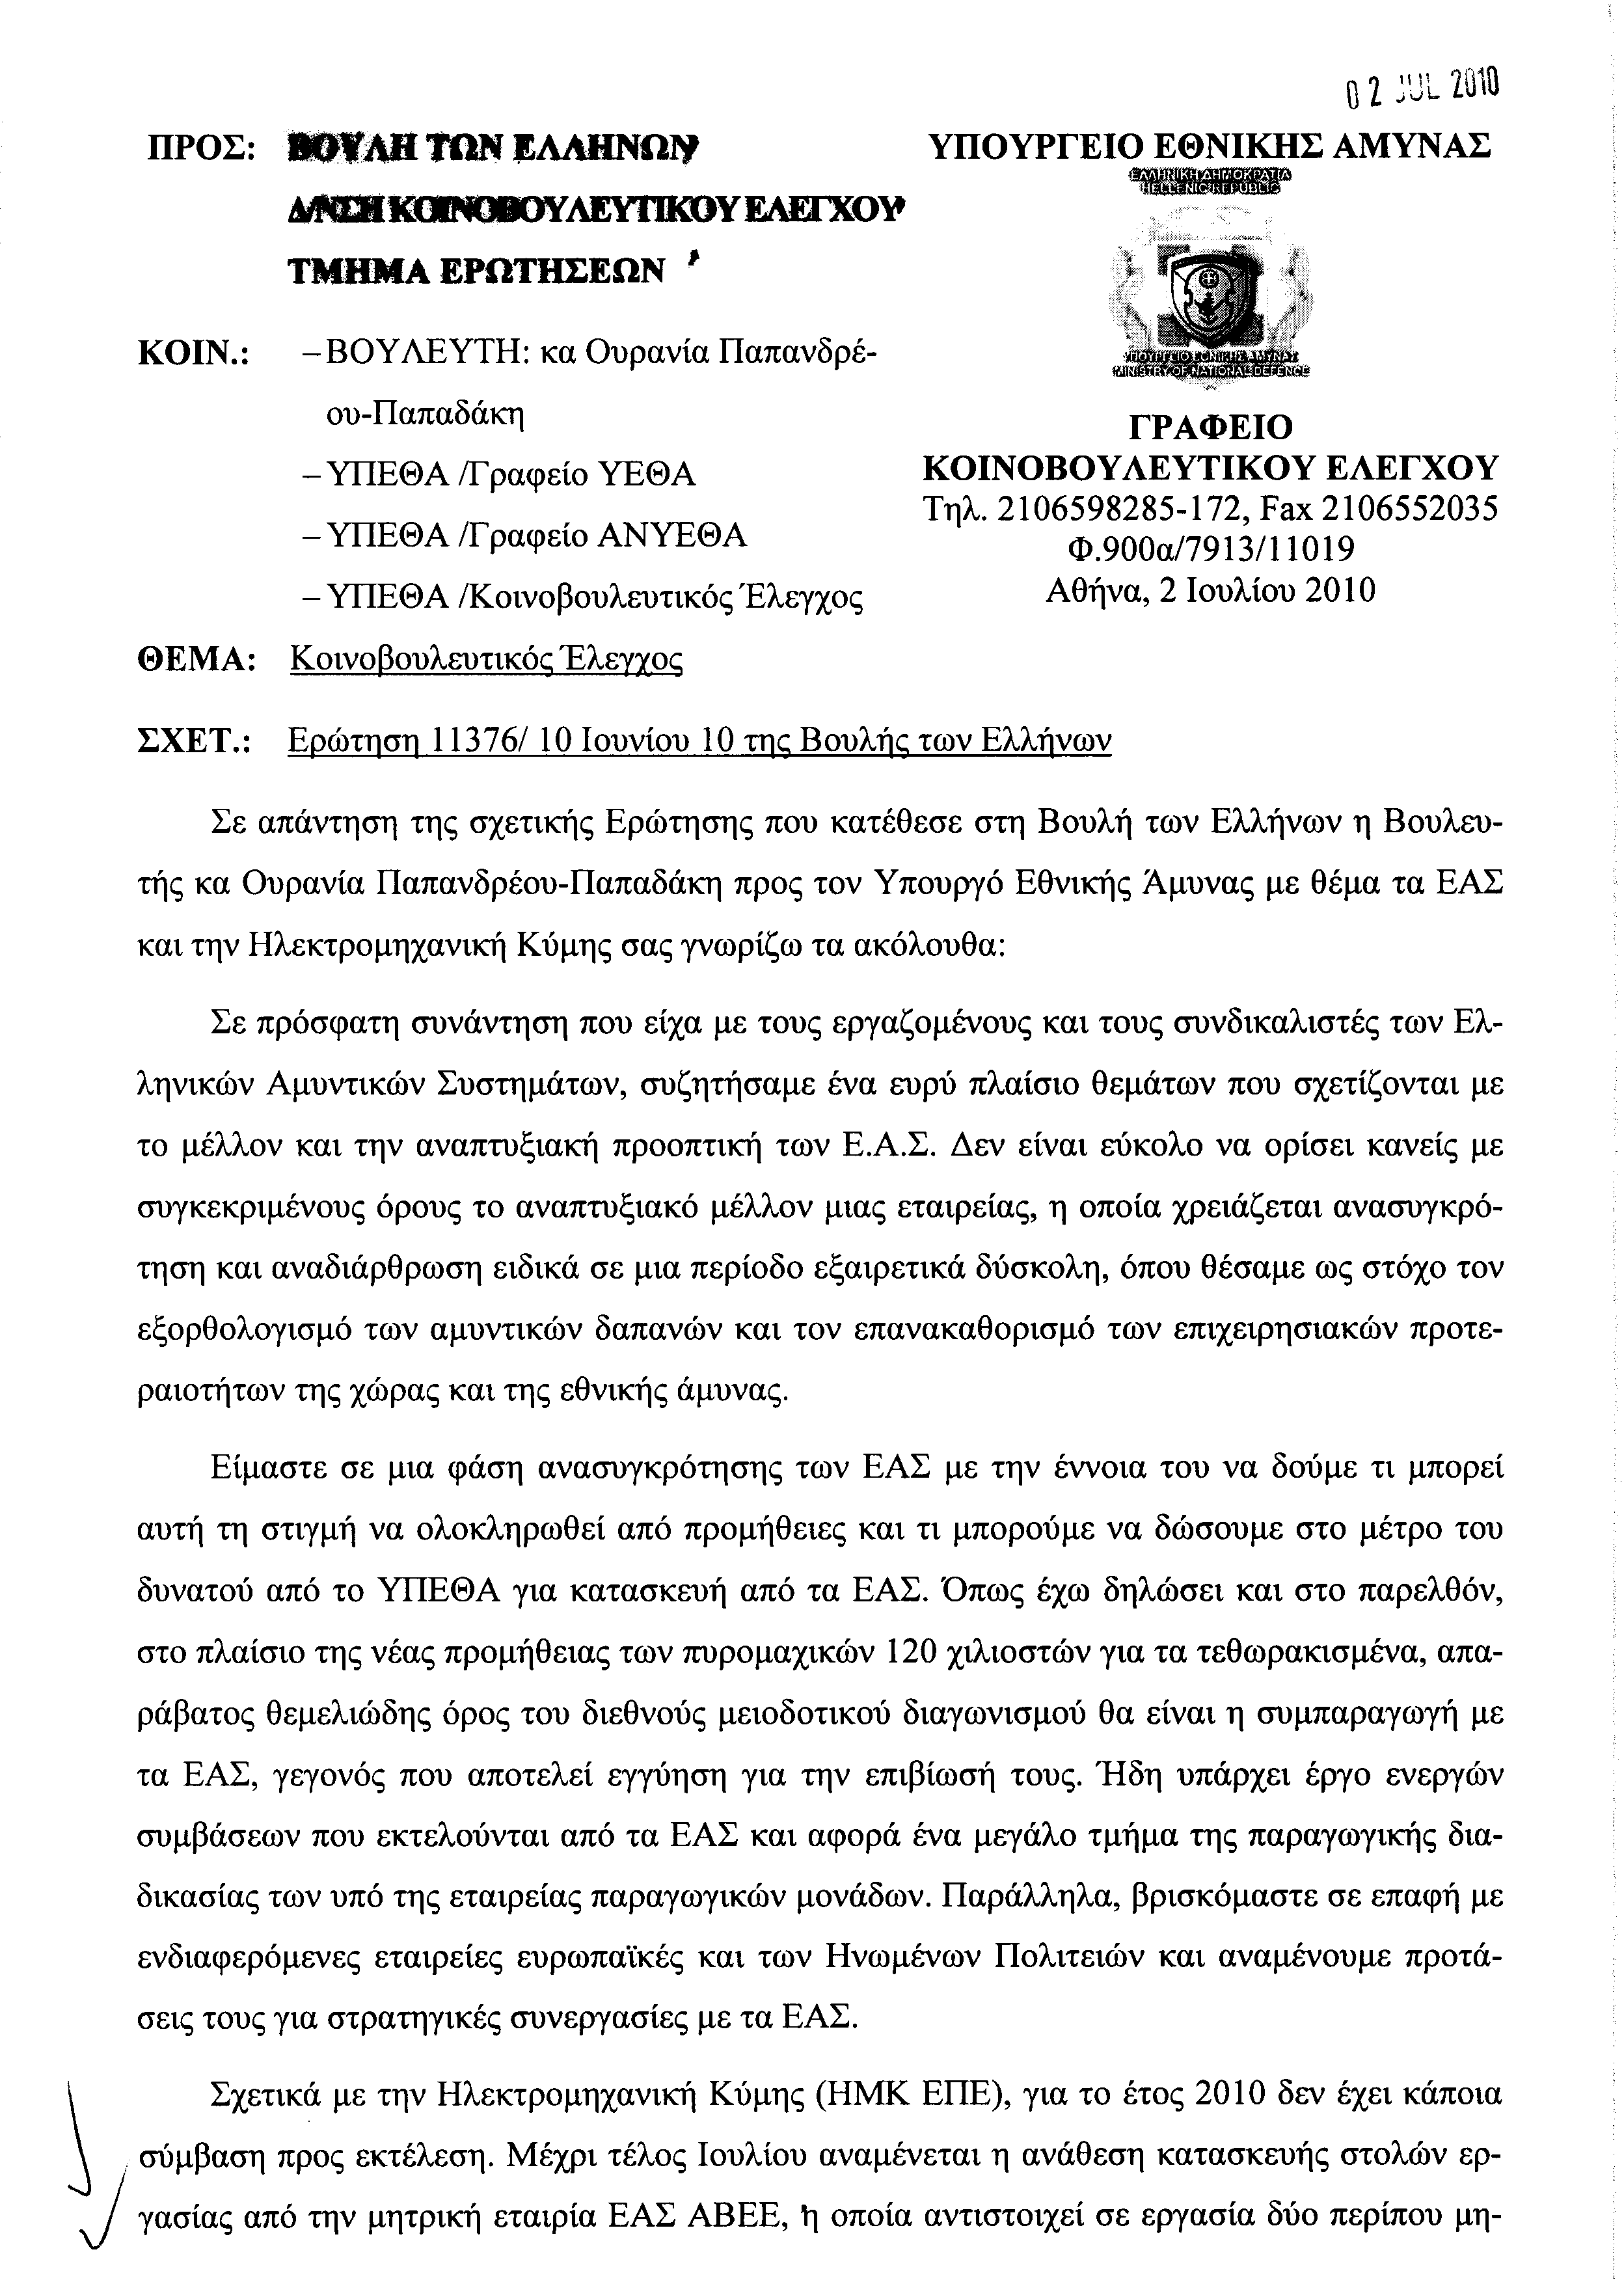 02 JUL 2010
ΠΡΟΣ: ΒΟΥΛΗ ΤΩΝ ΕΛΛΗΝΩΝ
Δ/ΝΣΗ ΚΟΙΝΟΒΟΥΛΕΥΤΙΚΟΥ ΕΛΕΓΧΟΥ
ΤΜΗΜΑ ΕΡΩΤΗΣΕΩΝ
ΚΟΙΝ.: –ΒΟΥΛΕΥΤΗ: κα Ουρανία Παπανδρέ-
ου-Παπαδάκη
–ΥΠΕΘΑ /Γραφείο ΥΕΘΑ
–ΥΠΕΘΑ /Γραφείο ΑΝΥΕΘΑ
–ΥΠΕΘΑ /Κοινοβουλευτικός Έλεγχος
ΥΠΟΥΡΓΕΙΟ ΕΘΝΙΚΗΣ ΑΜΥΝΑΣ
ΕΛΛΗΝΙΚΗ ΔΗΜΟΚΡΑΤΙΑ
HELLENIC REPUBLIC
ΥΠΟΥΡΓΕΙΟ ΕΘΝΙΚΗΣ ΑΜΥΝΑΣ
MINISTRY OF NATIONAL DEFENCE
ΓΡΑΦΕΙΟ
ΚΟΙΝΟΒΟΥΛΕΥΤΙΚΟΥ ΕΛΕΓΧΟΥ
Τηλ. 2106598285-172, Fax 2106552035
Φ.900α/7913/11019
Αθήνα, 2 Ιουλίου 2010
ΘΕΜΑ: Κοινοβουλευτικός Έλεγχος
ΣΧΕΤ.: Ερώτηση 11376/ 10 Ιουνίου 10 της Βουλής των Ελλήνων
Σε απάντηση της σχετικής Ερώτησης που κατέθεσε στη Βουλή των Ελλήνων η Βουλευ-
τής κα Ουρανία Παπανδρέου-Παπαδάκη προς τον Υπουργό Εθνικής Άμυνας με θέμα τα ΕΑΣ
και την Ηλεκτρομηχανική Κύμης σας γνωρίζω τα ακόλουθα:
Σε πρόσφατη συνάντηση που είχα με τους εργαζομένους και τους συνδικαλιστές των Ελ-
ληνικών Αμυντικών Συστημάτων, συζητήσαμε ένα ευρύ πλαίσιο θεμάτων που σχετίζονται με
το μέλλον και την αναπτυξιακή προοπτική των Ε.Α.Σ. Δεν είναι εύκολο να ορίσει κανείς με
συγκεκριμένους όρους το αναπτυξιακό μέλλον μιας εταιρείας, η οποία χρειάζεται ανασυγκρό-
τηση και αναδιάρθρωση ειδικά σε μια περίοδο εξαιρετικά δύσκολη, όπου θέσαμε ως στόχο τον
εξορθολογισμό των αμυντικών δαπανών και τον επανακαθορισμό των επιχειρησιακών προτε-
ραιοτήτων της χώρας και της εθνικής άμυνας.
Είμαστε σε μια φάση ανασυγκρότησης των ΕΑΣ με την έννοια του να δούμε τι μπορεί
αυτή τη στιγμή να ολοκληρωθεί από προμήθειες και τι μπορούμε να δώσουμε στο μέτρο του
δυνατού από το ΥΠΕΘΑ για κατασκευή από τα ΕΑΣ. Όπως έχω δηλώσει και στο παρελθόν,
στο πλαίσιο της νέας προμήθειας των πυρομαχικών 120 χιλιοστών για τα τεθωρακισμένα, απα-
ράβατος θεμελιώδης όρος του διεθνούς μειοδοτικού διαγωνισμού θα είναι η συμπαραγωγή με
τα ΕΑΣ, γεγονός που αποτελεί εγγύηση για την επιβίωσή τους. Ήδη υπάρχει έργο ενεργών
συμβάσεων που εκτελούνται από τα ΕΑΣ και αφορά ένα μεγάλο τμήμα της παραγωγικής δια-
δικασίας των υπό της εταιρείας παραγωγικών μονάδων. Παράλληλα, βρισκόμαστε σε επαφή με
ενδιαφερόμενες εταιρείες ευρωπαϊκές και των Ηνωμένων Πολιτειών και αναμένουμε προτά-
σεις τους για στρατηγικές συνεργασίες με τα ΕΑΣ.
Σχετικά με την Ηλεκτρομηχανική Κύμης (ΗΜΚ ΕΠΕ), για το έτος 2010 δεν έχει κάποια
σύμβαση προς εκτέλεση. Μέχρι τέλος Ιουλίου αναμένεται η ανάθεση κατασκευής στολών ερ-
γασίας από την μητρική εταιρία ΕΑΣ ΑΒΕΕ, η οποία αντιστοιχεί σε εργασία δύο περίπου μη-